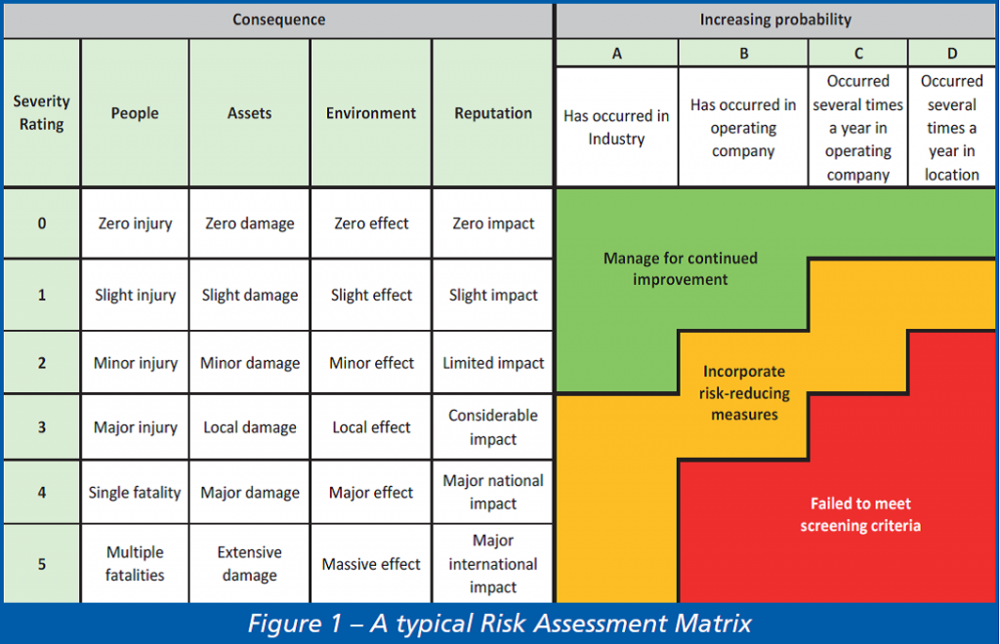 Consequence
Increasing probability
Severity
Rating
People
Assets
Environment
Reputation
A
B
C
D
Has occurred in
Industry
Has occurred in
operating
company
Occurred
several times
a year in
operating
company
Occurred
several
times a
year in
location
0
Zero injury
Zero damage
Zero effect
Zero impact
1
Slight injury
Slight damage
Slight effect
Slight impact
2
Minor injury
Minor damage
Minor effect
Limited impact
3
Major injury
Local damage
Local effect
Considerable
impact
4
Single fatality
Major damage
Major effect
Major national
impact
5
Multiple
fatalities
Extensive
damage
Massive effect
Major
international
impact
Manage for continued
improvement
Incorporate
risk-reducing
measures
Failed to meet
screening criteria
Figure 1 – A typical Risk Assessment Matrix